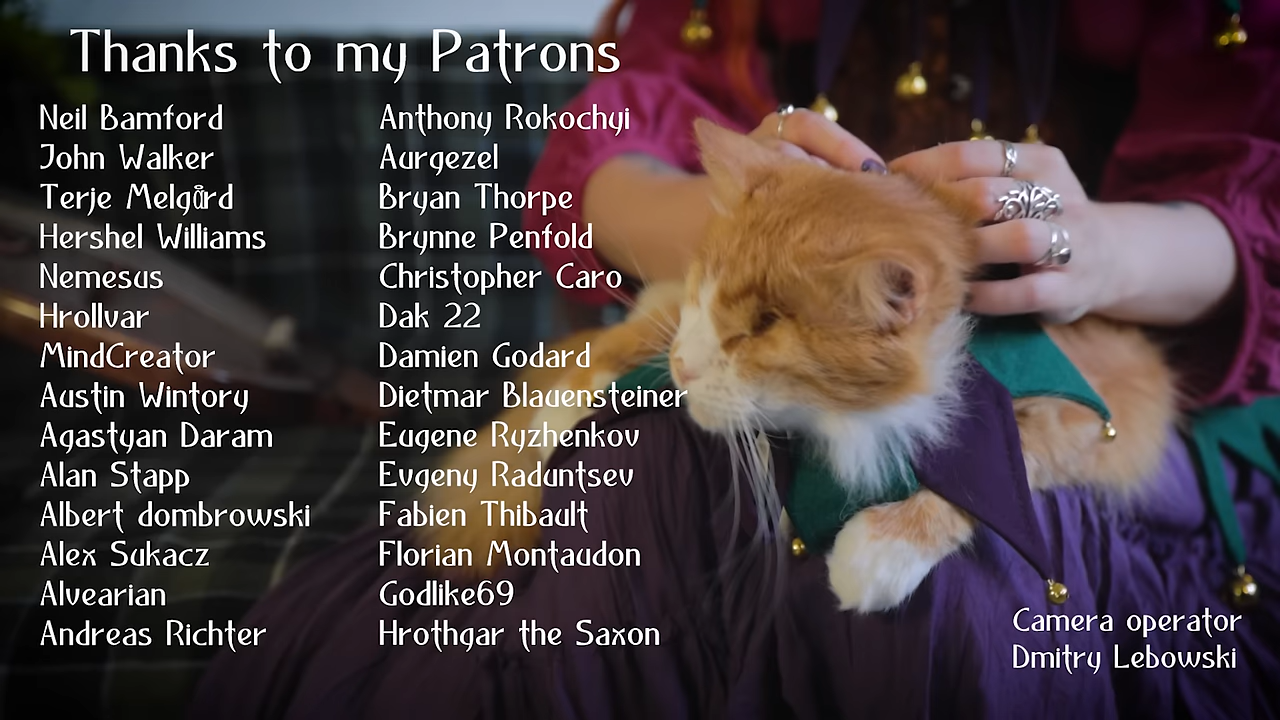 Thanks to my Patrons
Neil Bamford
John Walker
Terje Melgård
Hershel Williams
Nemesus
Hrollvar
MindCreator
Austin Wintory
Agastyan Daram
Alan Stapp
Albert dombrowski
Alex Sukacz
Alvearian
Andreas Richter
Anthony Rokochyi
Aurgezel
Bryan Thorpe
Brynne Penfold
Christopher Caro
Dak 22
Damien Godard
Dietmar Blauensteiner
Eugene Ryzhenkov
Evgeny Raduntsev
Fabien Thibault
Florian Montaudon
Godlike69
Hrothgar the Saxon
Camera operator
Dmitry Lebowski